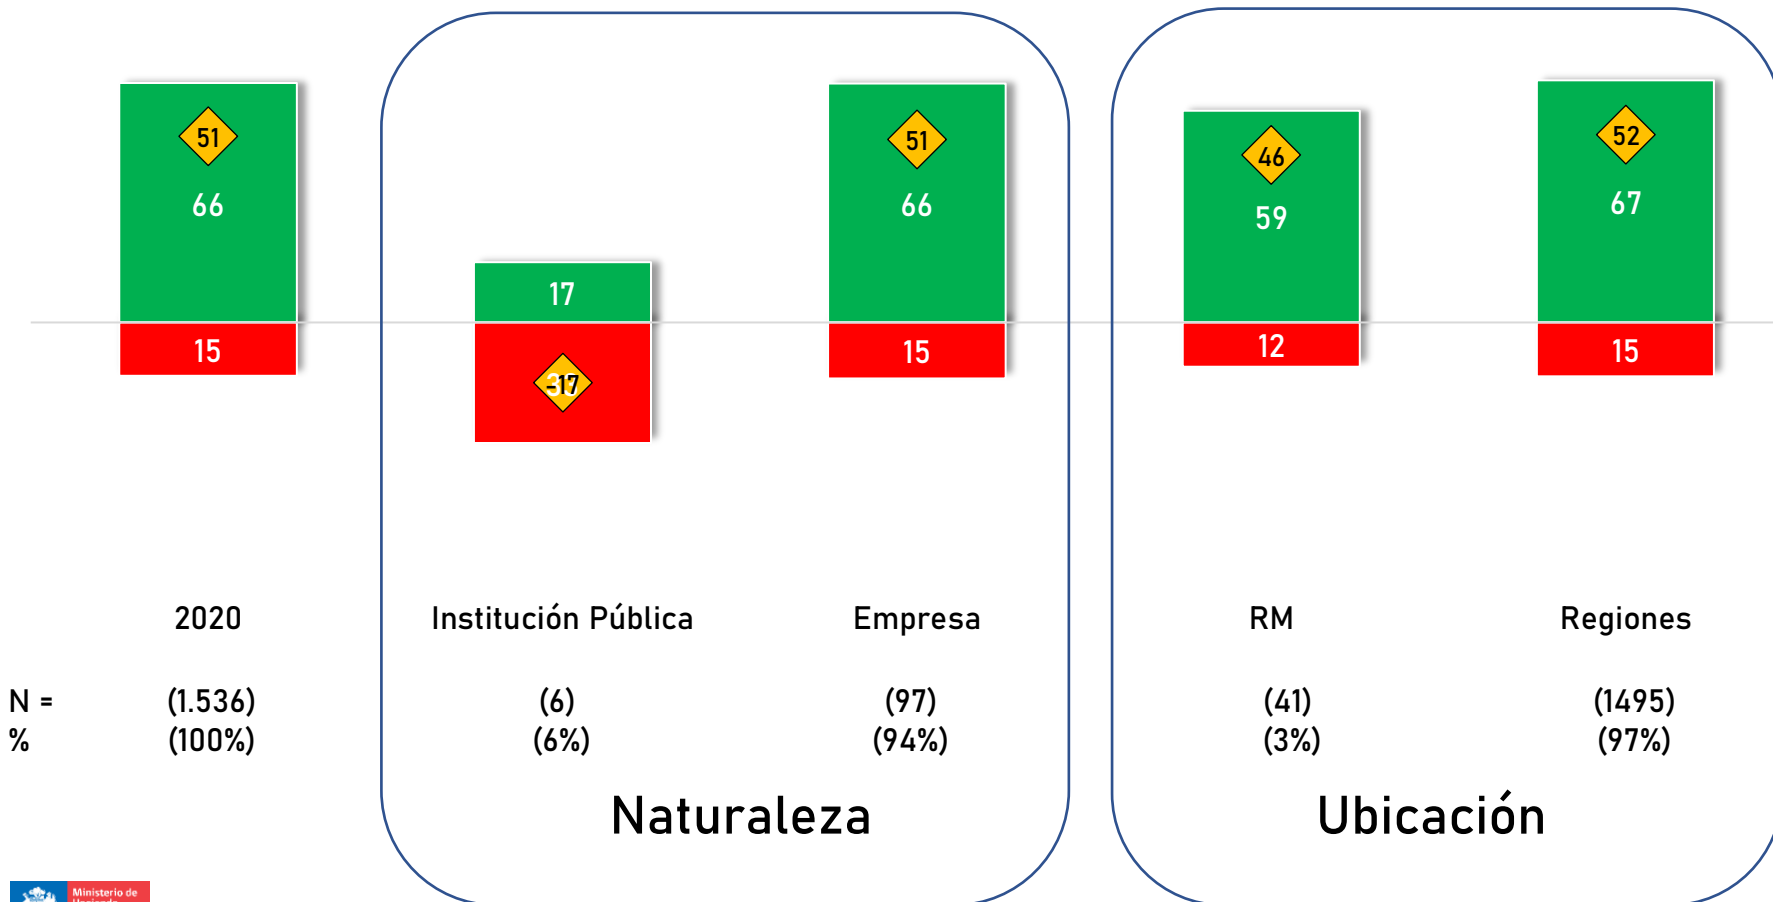 51 51 46 52
66 66 59 67
17
15 -17 15 12 15
2020 Institución Pública Empresa RM Regiones
N = (1.536) (6) (97) (41) (1495)
% (100%) (6%) (94%) (3%) (97%)
Naturaleza Ubicación
Ministerio de